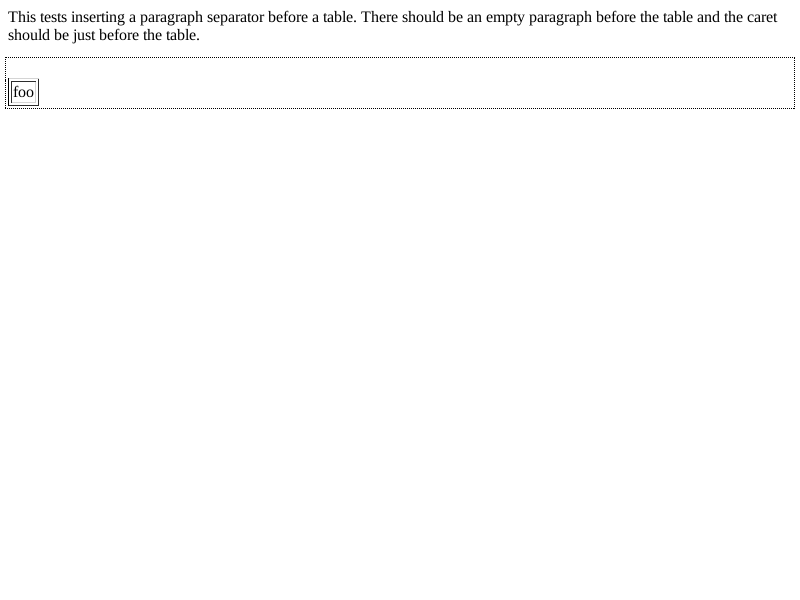 This tests inserting a paragraph separator before a table. There should be an empty paragraph before the table and the caret
should be just before the table.
foo